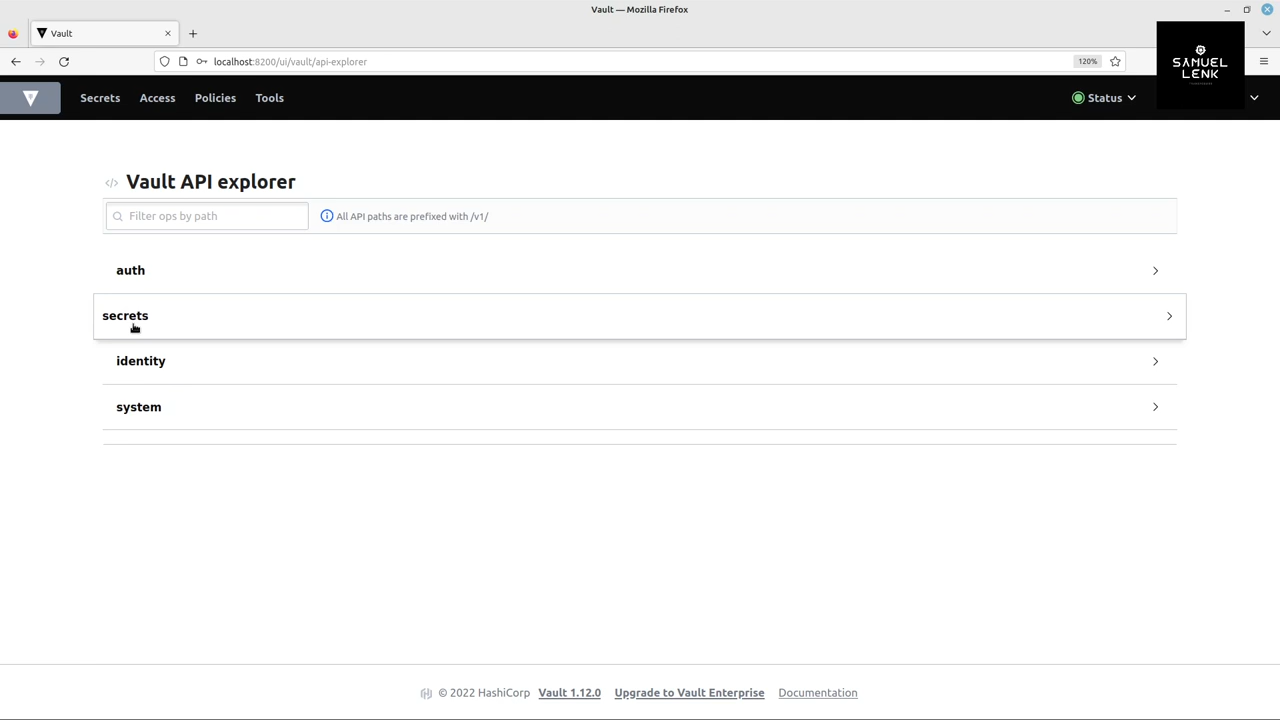 Vault — Mozilla Firefox
Vault
localhost:8200/ui/vault/api-explorer
120%
SAMUEL
LENK
Secrets
Access
Policies
Tools
Status
Vault API explorer
Filter ops by path
All API paths are prefixed with /v1/
auth
secrets
identity
system
© 2022 HashiCorp
Vault 1.12.0
Upgrade to Vault Enterprise
Documentation